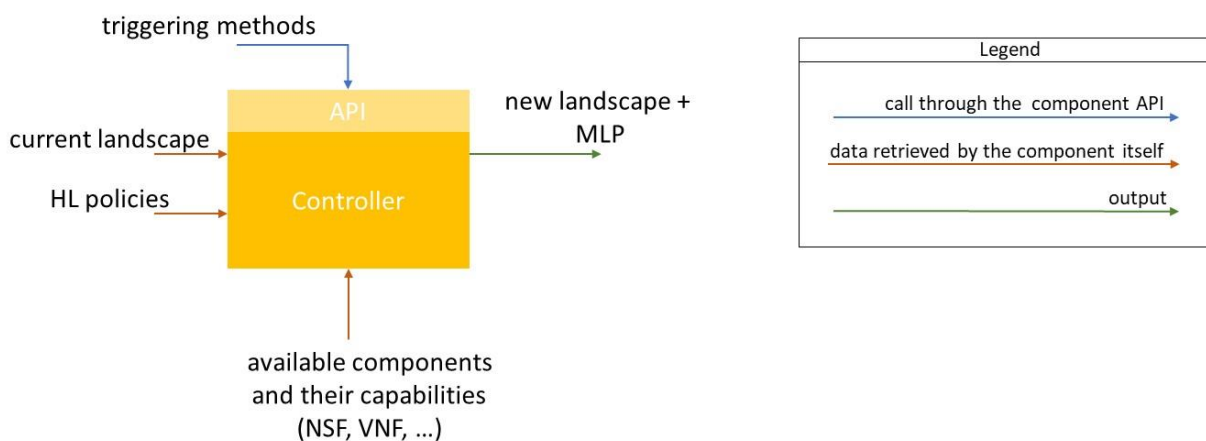 triggering methods
API
current landscape
HL policies
Controller
new landscape +
MLP
available components
and their capabilities
(NSF, VNF, ...)
Legend
call through the component API
data retrieved by the component itself
output